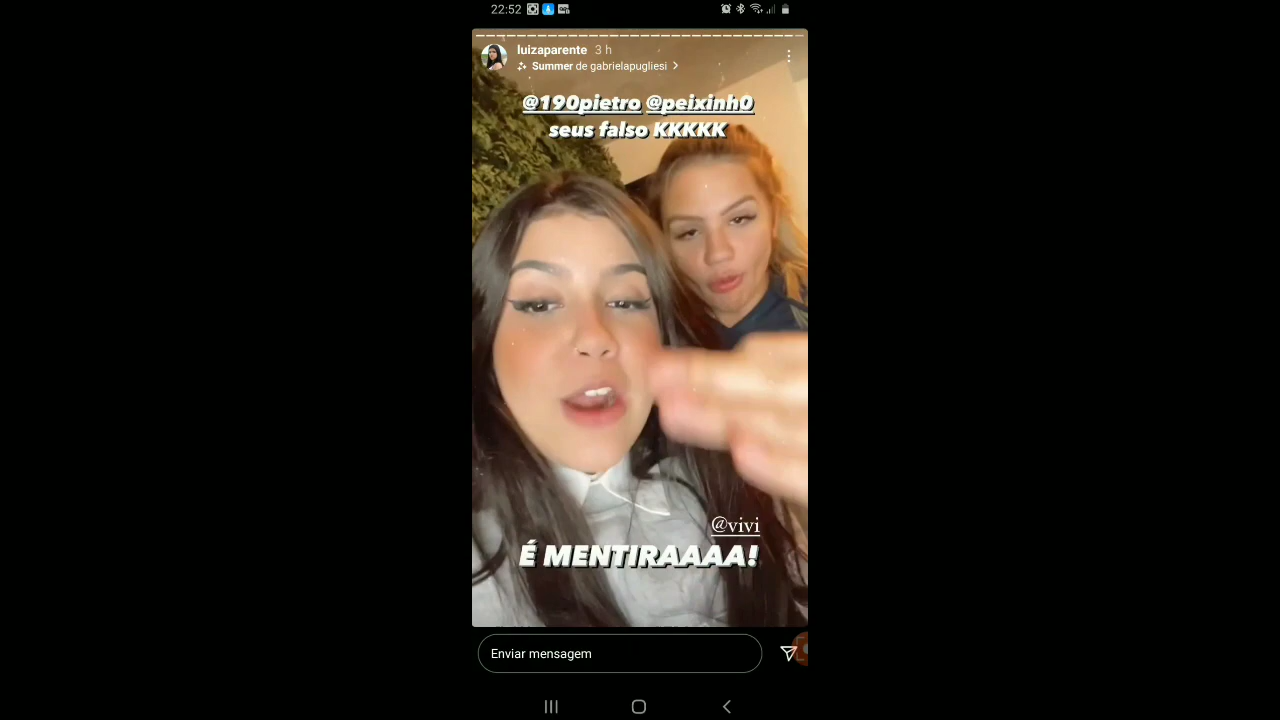 22:52
luizaparente 3 h
Summer de gabrielapugliesi
@190pietro @peixinh0
seus falso KKKKK
@vivi
É MENTIRAAAA!
Enviar mensagem